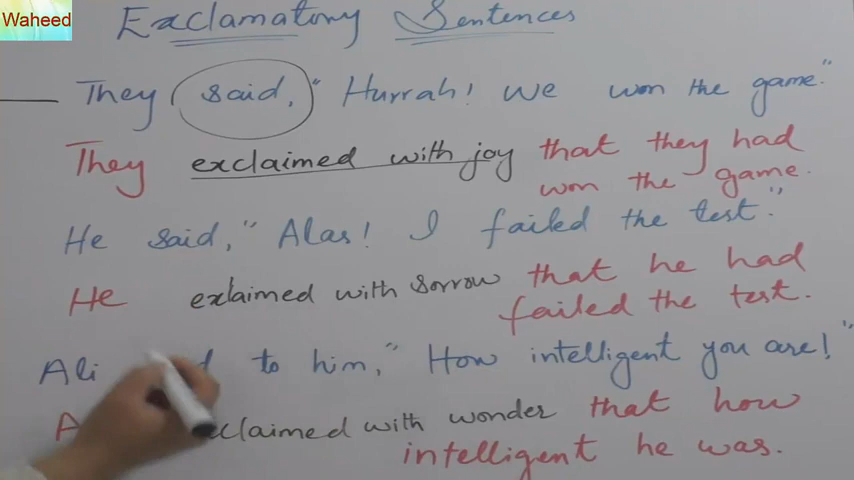 Waheed
Exclamatory Sentences
They said, "Hurrah! We won the game."
They exclaimed with joy that they had
won the game.
He said, "Alas! I failed the test."
He exclaimed with sorrow that he had
failed the test.
Ali to him, "How intelligent you are!"
exclaimed with wonder that how
intelligent he was.